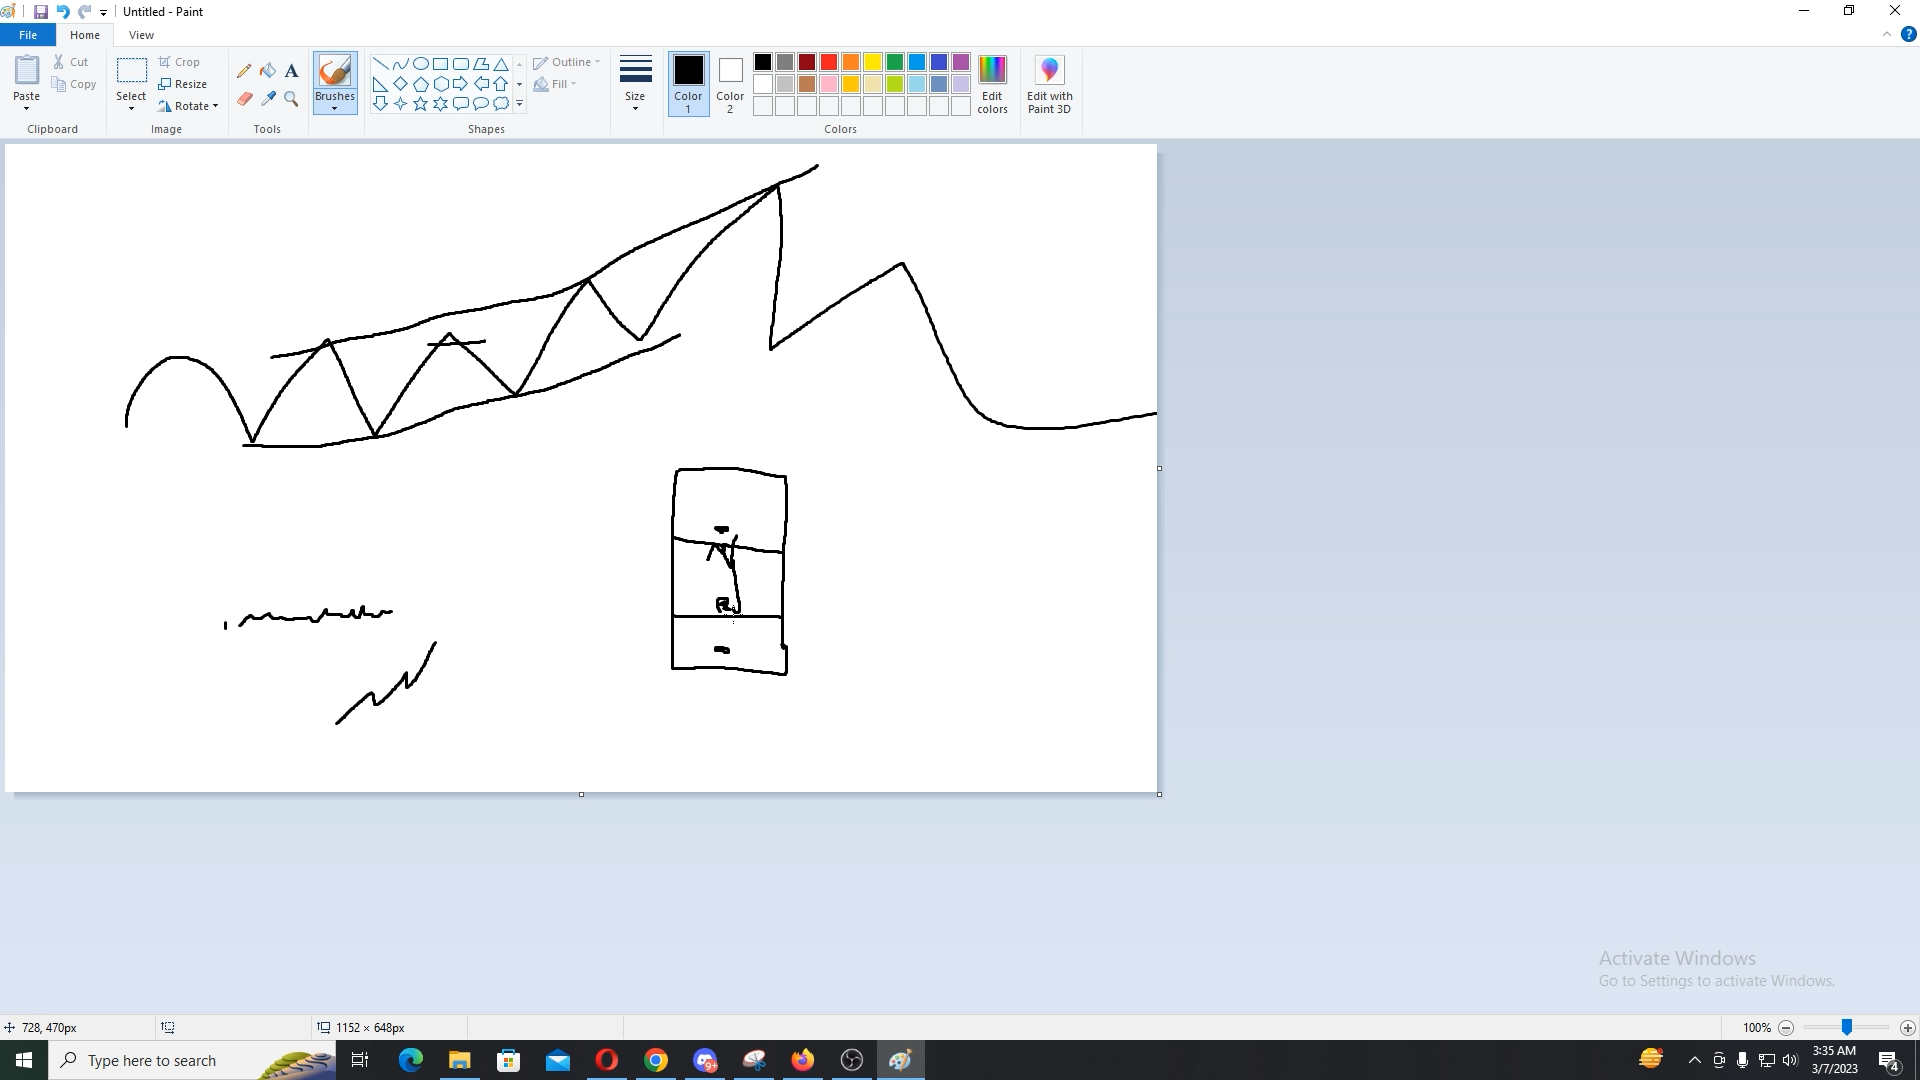 Untitled - Paint
File Home View
Paste
Cut
Copy
Clipboard
Select
Crop
Resize
Rotate
Image
Tools
Brushes
Shapes
Outline
Fill
Size
Color 1
Color 2
Edit colors
Colors
Edit with Paint 3D
Activate Windows
Go to Settings to activate Windows.
728, 470px
1152 × 648px
100%
Type here to search
9+
3:35 AM
3/7/2023
4